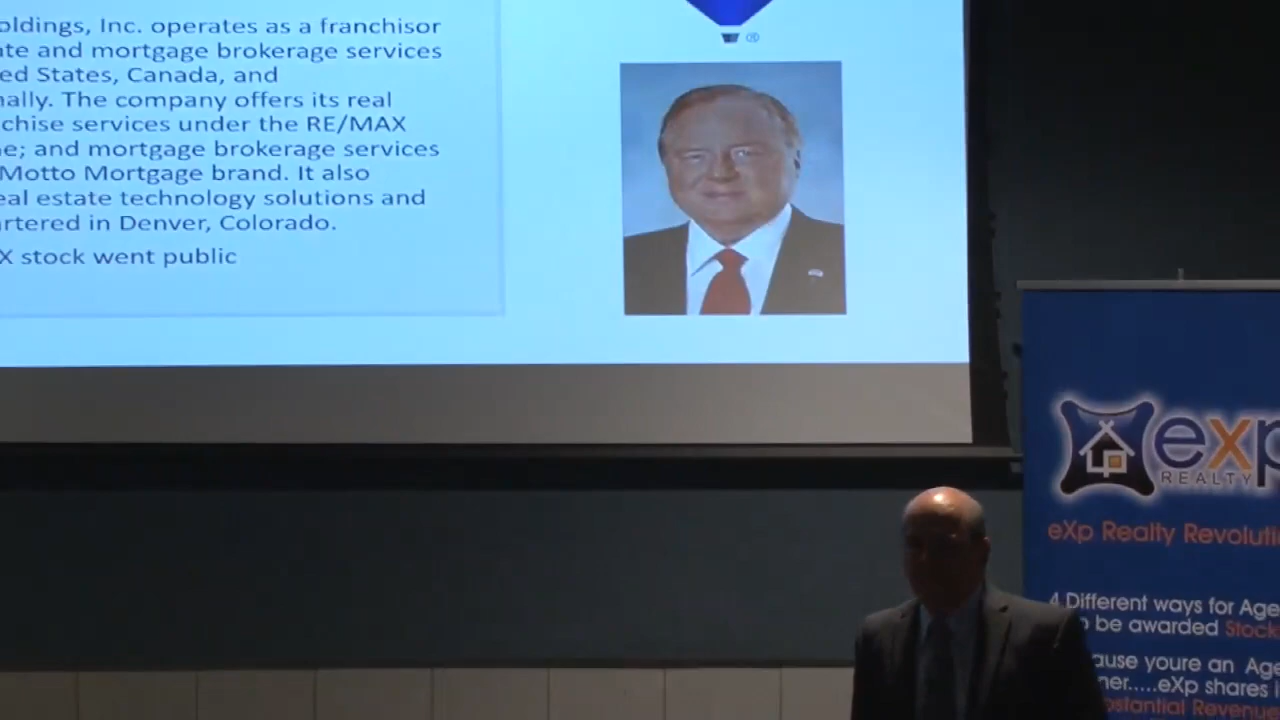 oldings, Inc. operates as a franchisor
ate and mortgage brokerage services
ed States, Canada, and
nally. The company offers its real
chise services under the RE/MAX
e; and mortgage brokerage services
Motto Mortgage brand. It also
eal estate technology solutions and
artered in Denver, Colorado.
X stock went public
®
exp
REALTY
eXp Realty Revoluti
4 Different ways for Age
o be awarded Stock
ause youre an Age
ner.....eXp shares i
ostantial Revenue